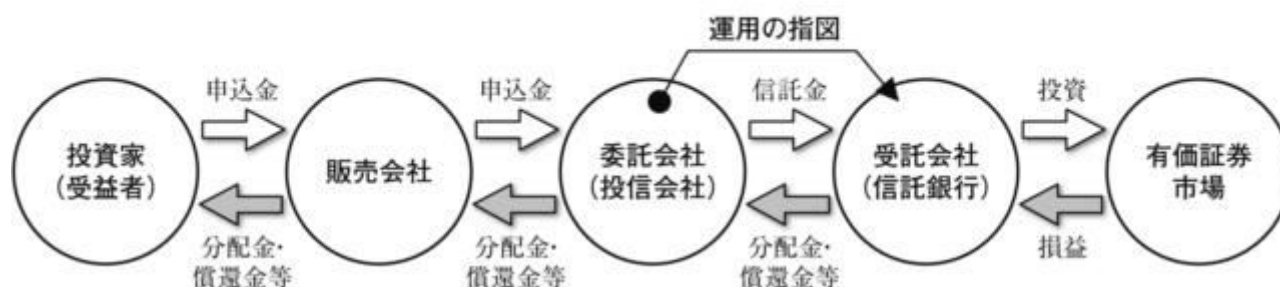 運用の指図
申込金
申込金
信託金
投資
投資家
(受益者)
販売会社
委託会社
(投信会社)
受託会社
(信託銀行)
有価証券
市場
分配金・
償還金等
分配金・
償還金等
分配金・
償還金等
損益